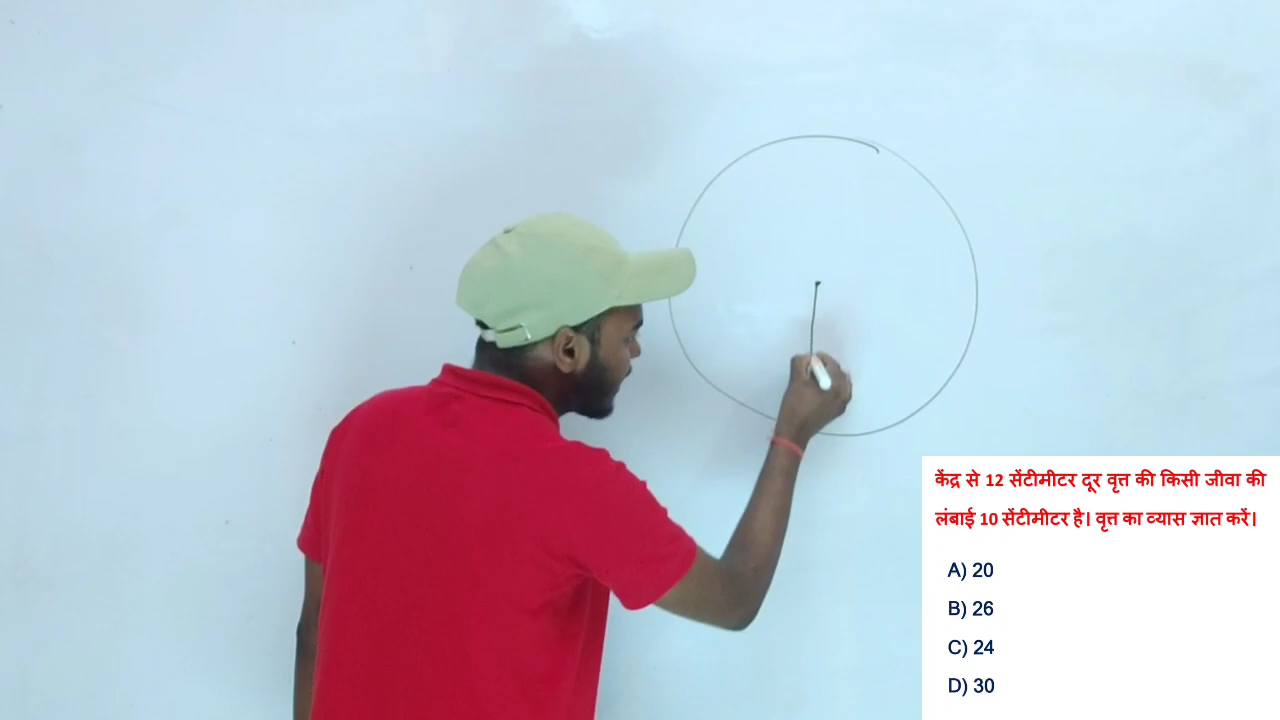 केंद्र से 12 सेंटीमीटर दूर वृत्त की किसी जीवा की
लंबाई 10 सेंटीमीटर है। वृत्त का व्यास ज्ञात करें।
A) 20
B) 26
C) 24
D) 30